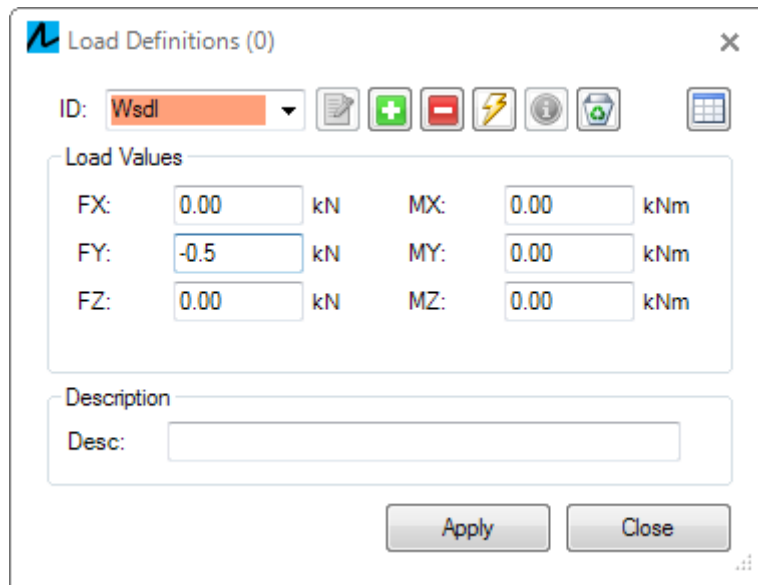 Load Definitions (0)
ID: Wsdl
Load Values
FX: 0.00 kN MX: 0.00 kNm
FY: -0.5 kN MY: 0.00 kNm
FZ: 0.00 kN MZ: 0.00 kNm
Description
Desc:
Apply Close